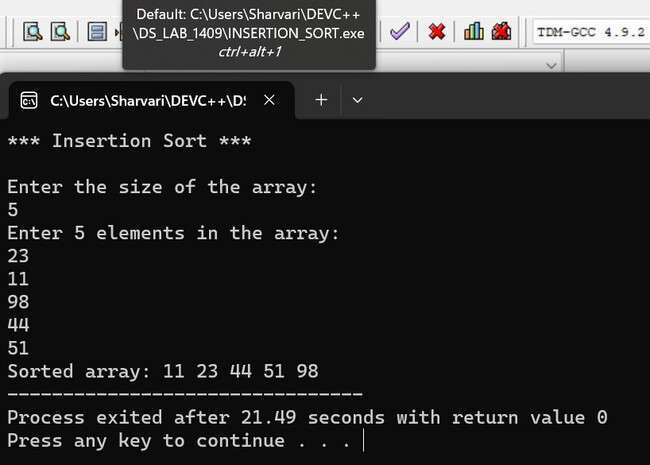 Default: C:\Users\Sharvari\DEVC++
\DS_LAB_1409\INSERTION_SORT.exe
ctrl+alt+1
TDM-GCC 4.9.2
C:\Users\Sharvari\DEVC++\DS
*** Insertion Sort ***
Enter the size of the array:
5
Enter 5 elements in the array:
23
11
98
44
51
Sorted array: 11 23 44 51 98
--------------------------------
Process exited after 21.49 seconds with return value 0
Press any key to continue . . .